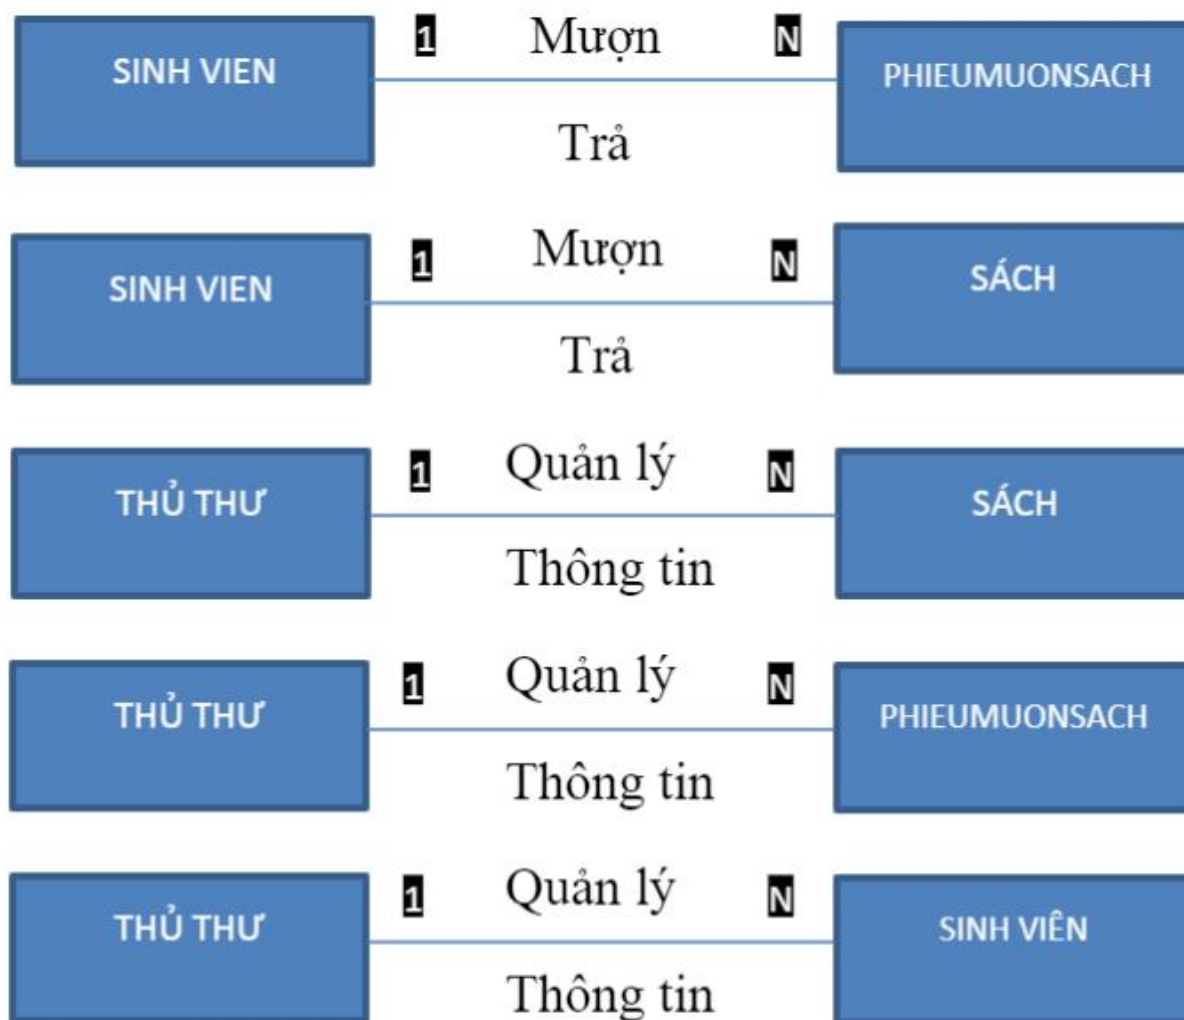 1 Mượn N
SINH VIEN
PHIEUMUONSACH
Trả
1 Mượn N
SINH VIEN
SÁCH
Trả
1 Quản lý N
THỦ THƯ
SÁCH
Thông tin
1 Quản lý N
THỦ THƯ
PHIEUMUONSACH
Thông tin
1 Quản lý N
THỦ THƯ
SINH VIÊN
Thông tin